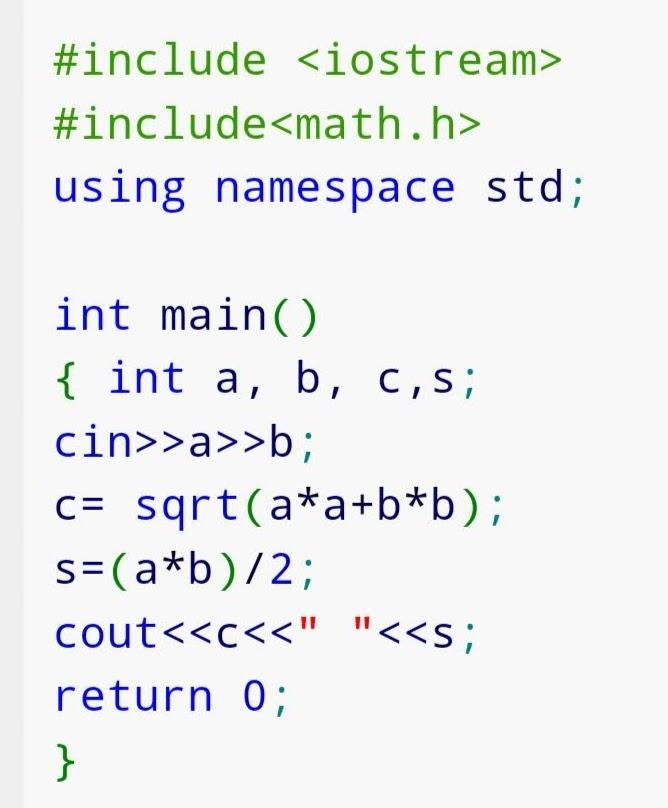 #include <iostream>
#include<math.h>
using namespace std;
int main()
{ int a, b, c,s;
cin>>a>>b;
c= sqrt(a*a+b*b);
s=(a*b)/2;
cout<<c<<" "<<s;
return 0;
}